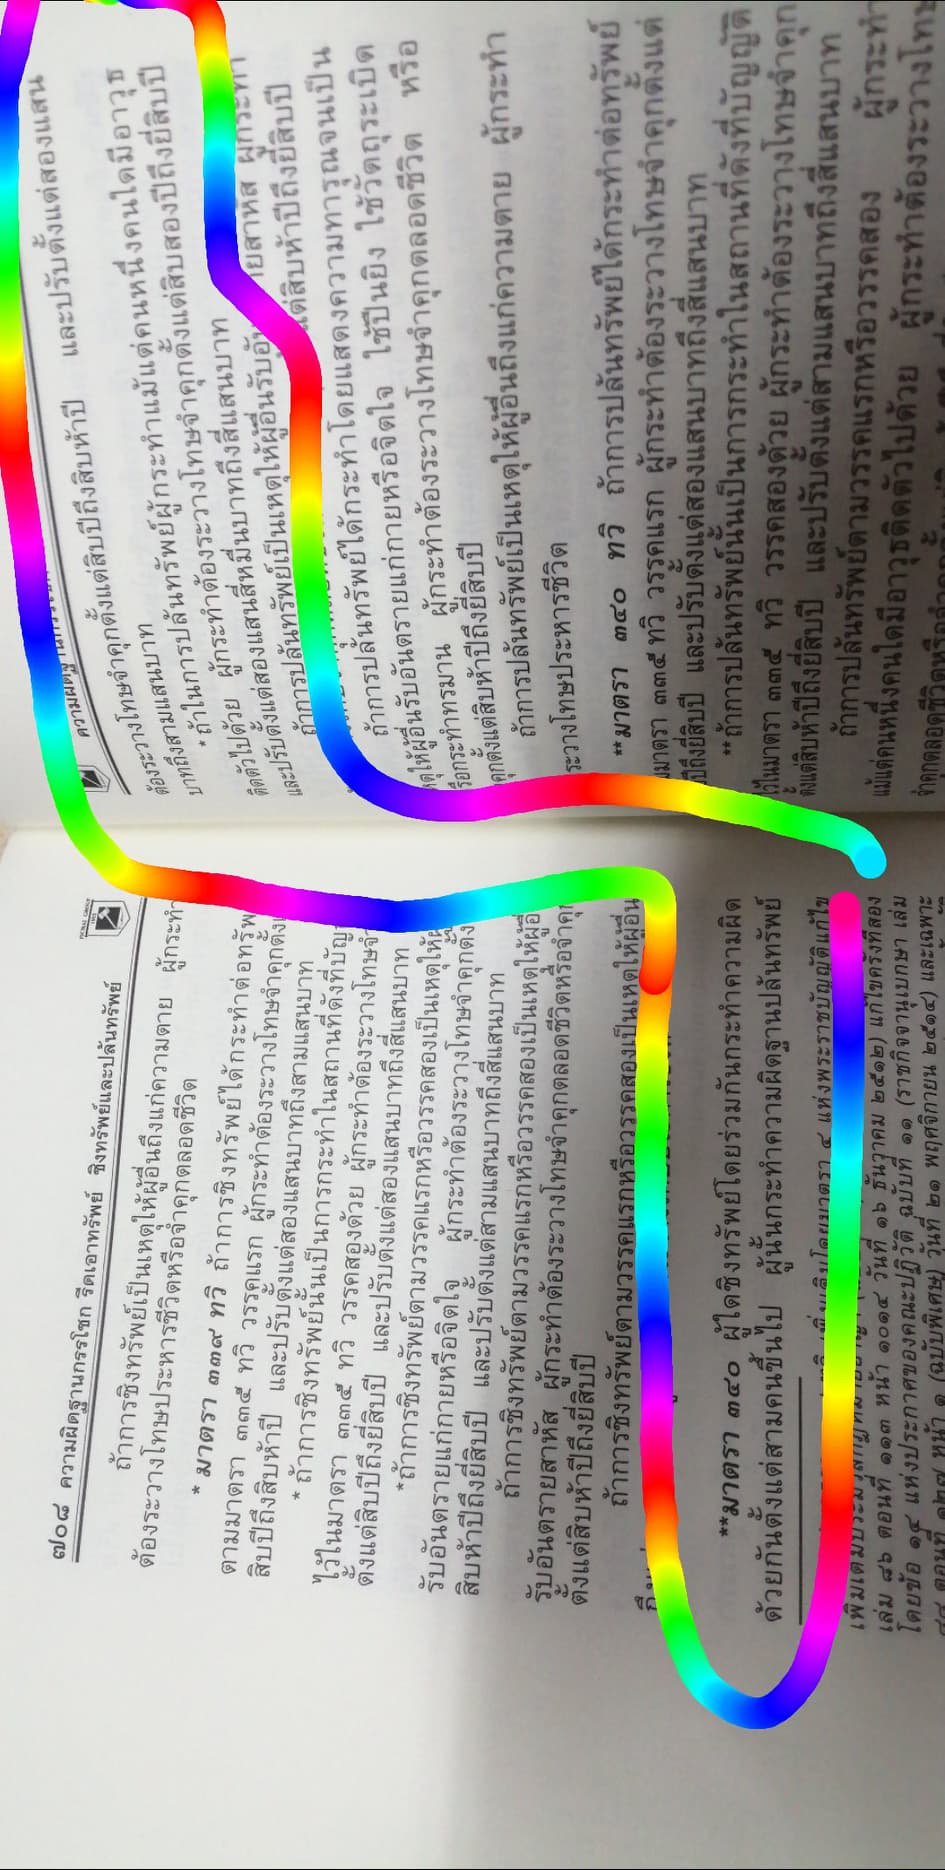 ๗๐๘ ความผิดฐานกรรโชก รีดเอาทรัพย์ ชิงทรัพย์และปล้นทรัพย์
ถ้าการชิงทรัพย์เป็นเหตุให้ผู้อื่นถึงแก่ความตาย ผู้กระทำ
ต้องระวางโทษประหารชีวิตหรือจำคุกตลอดชีวิต
* มาตรา ๓๓๙ ทวิ ถ้าการชิงทรัพย์ได้กระทำต่อทรัพย์
ตามมาตรา ๓๓๕ ทวิ วรรคแรก ผู้กระทำต้องระวางโทษจำคุกตั้งแต่
สิบปีถึงสิบห้าปี และปรับตั้งแต่สองแสนบาทถึงสามแสนบาท
* ถ้าการชิงทรัพย์นั้นเป็นการกระทำในสถานที่ดังที่บัญญัติ
ไว้ในมาตรา ๓๓๕ ทวิ วรรคสองด้วย ผู้กระทำต้องระวางโทษจำคุก
ตั้งแต่สิบปีถึงยี่สิบปี และปรับตั้งแต่สองแสนบาทถึงสี่แสนบาท
* ถ้าการชิงทรัพย์ตามวรรคแรกหรือวรรคสองเป็นเหตุให้ผู้
รับอันตรายแก่กายหรือจิตใจ ผู้กระทำต้องระวางโทษจำคุกตั้ง
สิบห้าปีถึงยี่สิบปี และปรับตั้งแต่สามแสนบาทถึงสี่แสนบาท
ถ้าการชิงทรัพย์ตามวรรคแรกหรือวรรคสองเป็นเหตุให้ผู้อื่น
รับอันตรายสาหัส ผู้กระทำต้องระวางโทษจำคุกตลอดชีวิตหรือจำคุก
ตั้งแต่สิบห้าปีถึงยี่สิบปี
ถ้าการชิงทรัพย์ตามวรรคแรกหรือวรรคสองเป็นเหตุให้ผู้อื่น
**มาตรา ๓๔๐ ผู้ใดชิงทรัพย์โดยร่วมกันกระทำความผิด
ด้วยกันตั้งแต่สามคนขึ้นไป ผู้นั้นกระทำความผิดฐานปล้นทรัพย์
มาตรา ๔ แห่งพระราชบัญญัติแก้ไข
เพิ่มเติมประมวล
เล่ม ๘๖ ตอนที่ ๑๑๓ หน้า ๑๐๑๔ วันที่ ๑๖ ธันวาคม ๒๕๑๒) แก้ไขครั้งที่สอง
โดยข้อ ๑๔ แห่งประกาศของคณะปฏิวัติ ฉบับที่ ๑๑ (ราชกิจจานุเบกษา เล่ม
หน้า ๑ (ฉบับพิเศษ) วันที่ ๒๑ พฤศจิกายน ๒๕๑๔) และเฉพาะ
ต้องระวางโทษจำคุกตั้งแต่สิบปีถึงสิบห้าปี และปรับตั้งแต่สองแสน
บาทถึงสามแสนบาท
* ถ้าในการปล้นทรัพย์ผู้กระทำแม้แต่คนหนึ่งคนใดมีอาวุธ
ติดตัวไปด้วย ผู้กระทำต้องระวางโทษจำคุกตั้งแต่สิบสองปีถึงยี่สิบปี
และปรับตั้งแต่สองแสนสี่หมื่นบาทถึงสี่แสนบาท
ถ้าการปล้นทรัพย์เป็นเหตุให้ผู้อื่นรับอัน ผู้กระทำ
สิบห้าปีถึงยี่สิบปี
ถ้าการปล้นทรัพย์ได้กระทำโดยแสดงความทารุณจนเป็น
ให้ผู้อื่นรับอันตรายแก่กายหรือจิตใจ ใช้ปืนยิง ใช้วัตถุระเบิด
หรือกระทำทรมาน ผู้กระทำต้องระวางโทษจำคุกตลอดชีวิต หรือ
จำคุกตั้งแต่สิบห้าปีถึงยี่สิบปี
ถ้าการปล้นทรัพย์เป็นเหตุให้ผู้อื่นถึงแก่ความตาย ผู้กระทำ
ระวางโทษประหารชีวิต
**มาตรา ๓๔๐ ทวิ ถ้าการปล้นทรัพย์ได้กระทำต่อทรัพย์
มาตรา ๓๓๕ ทวิ วรรคแรก ผู้กระทำต้องระวางโทษจำคุกตั้งแต่
ปีถึงยี่สิบปี และปรับตั้งแต่สองแสนบาทถึงสี่แสนบาท
**ถ้าการปล้นทรัพย์นั้นเป็นการกระทำในสถานที่ดังที่บัญญัติ
ไว้ในมาตรา ๓๓๕ ทวิ วรรคสองด้วย ผู้กระทำต้องระวางโทษจำคุก
ตั้งแต่สิบห้าปีถึงยี่สิบปี และปรับตั้งแต่สามแสนบาทถึงสี่แสนบาท
ถ้าการปล้นทรัพย์ตามวรรคแรกหรือวรรคสอง ผู้กระทำ
แม้แต่คนหนึ่งคนใดมีอาวุธติดตัวไปด้วย ผู้กระทำต้องระวางโทษ